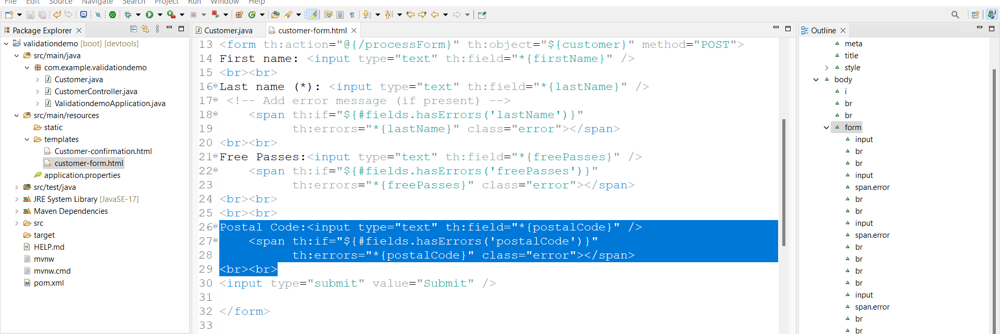 File Edit Source Navigate Search Project Run Window Help
Package Explorer
validationdemo [boot] [devtools]
src/main/java
com.example.validationdemo
Customer.java
CustomerController.java
ValidationdemoApplication.java
src/main/resources
static
templates
Customer-confirmation.html
customer-form.html
application.properties
src/test/java
JRE System Library [JavaSE-17]
Maven Dependencies
src
target
HELP.md
mvnw
mvnw.cmd
pom.xml
Customer.java customer-form.html
13 <form th:action="@{/processForm}" th:object="${customer}" method="POST">
14 First name: <input type="text" th:field="*{firstName}" />
15 <br><br>
16 Last name (*): <input type="text" th:field="*{lastName}" />
17 <!-- Add error message (if present) -->
18 <span th:if="${#fields.hasErrors('lastName')}"
19 th:errors="*{lastName}" class="error"></span>
20 <br><br>
21 Free Passes:<input type="text" th:field="*{freePasses}" />
22 <span th:if="${#fields.hasErrors('freePasses')}"
23 th:errors="*{freePasses}" class="error"></span>
24 <br><br>
25 <br><br>
26 Postal Code:<input type="text" th:field="*{postalCode}" />
27 <span th:if="${#fields.hasErrors('postalCode')}"
28 th:errors="*{postalCode}" class="error"></span>
29 <br><br>
30 <input type="submit" value="Submit" />
31
32 </form>
33
Outline
meta
title
style
body
i
br
br
form
input
br
br
input
span.error
br
br
input
span.error
br
br
br
br
input
span.error
br
br